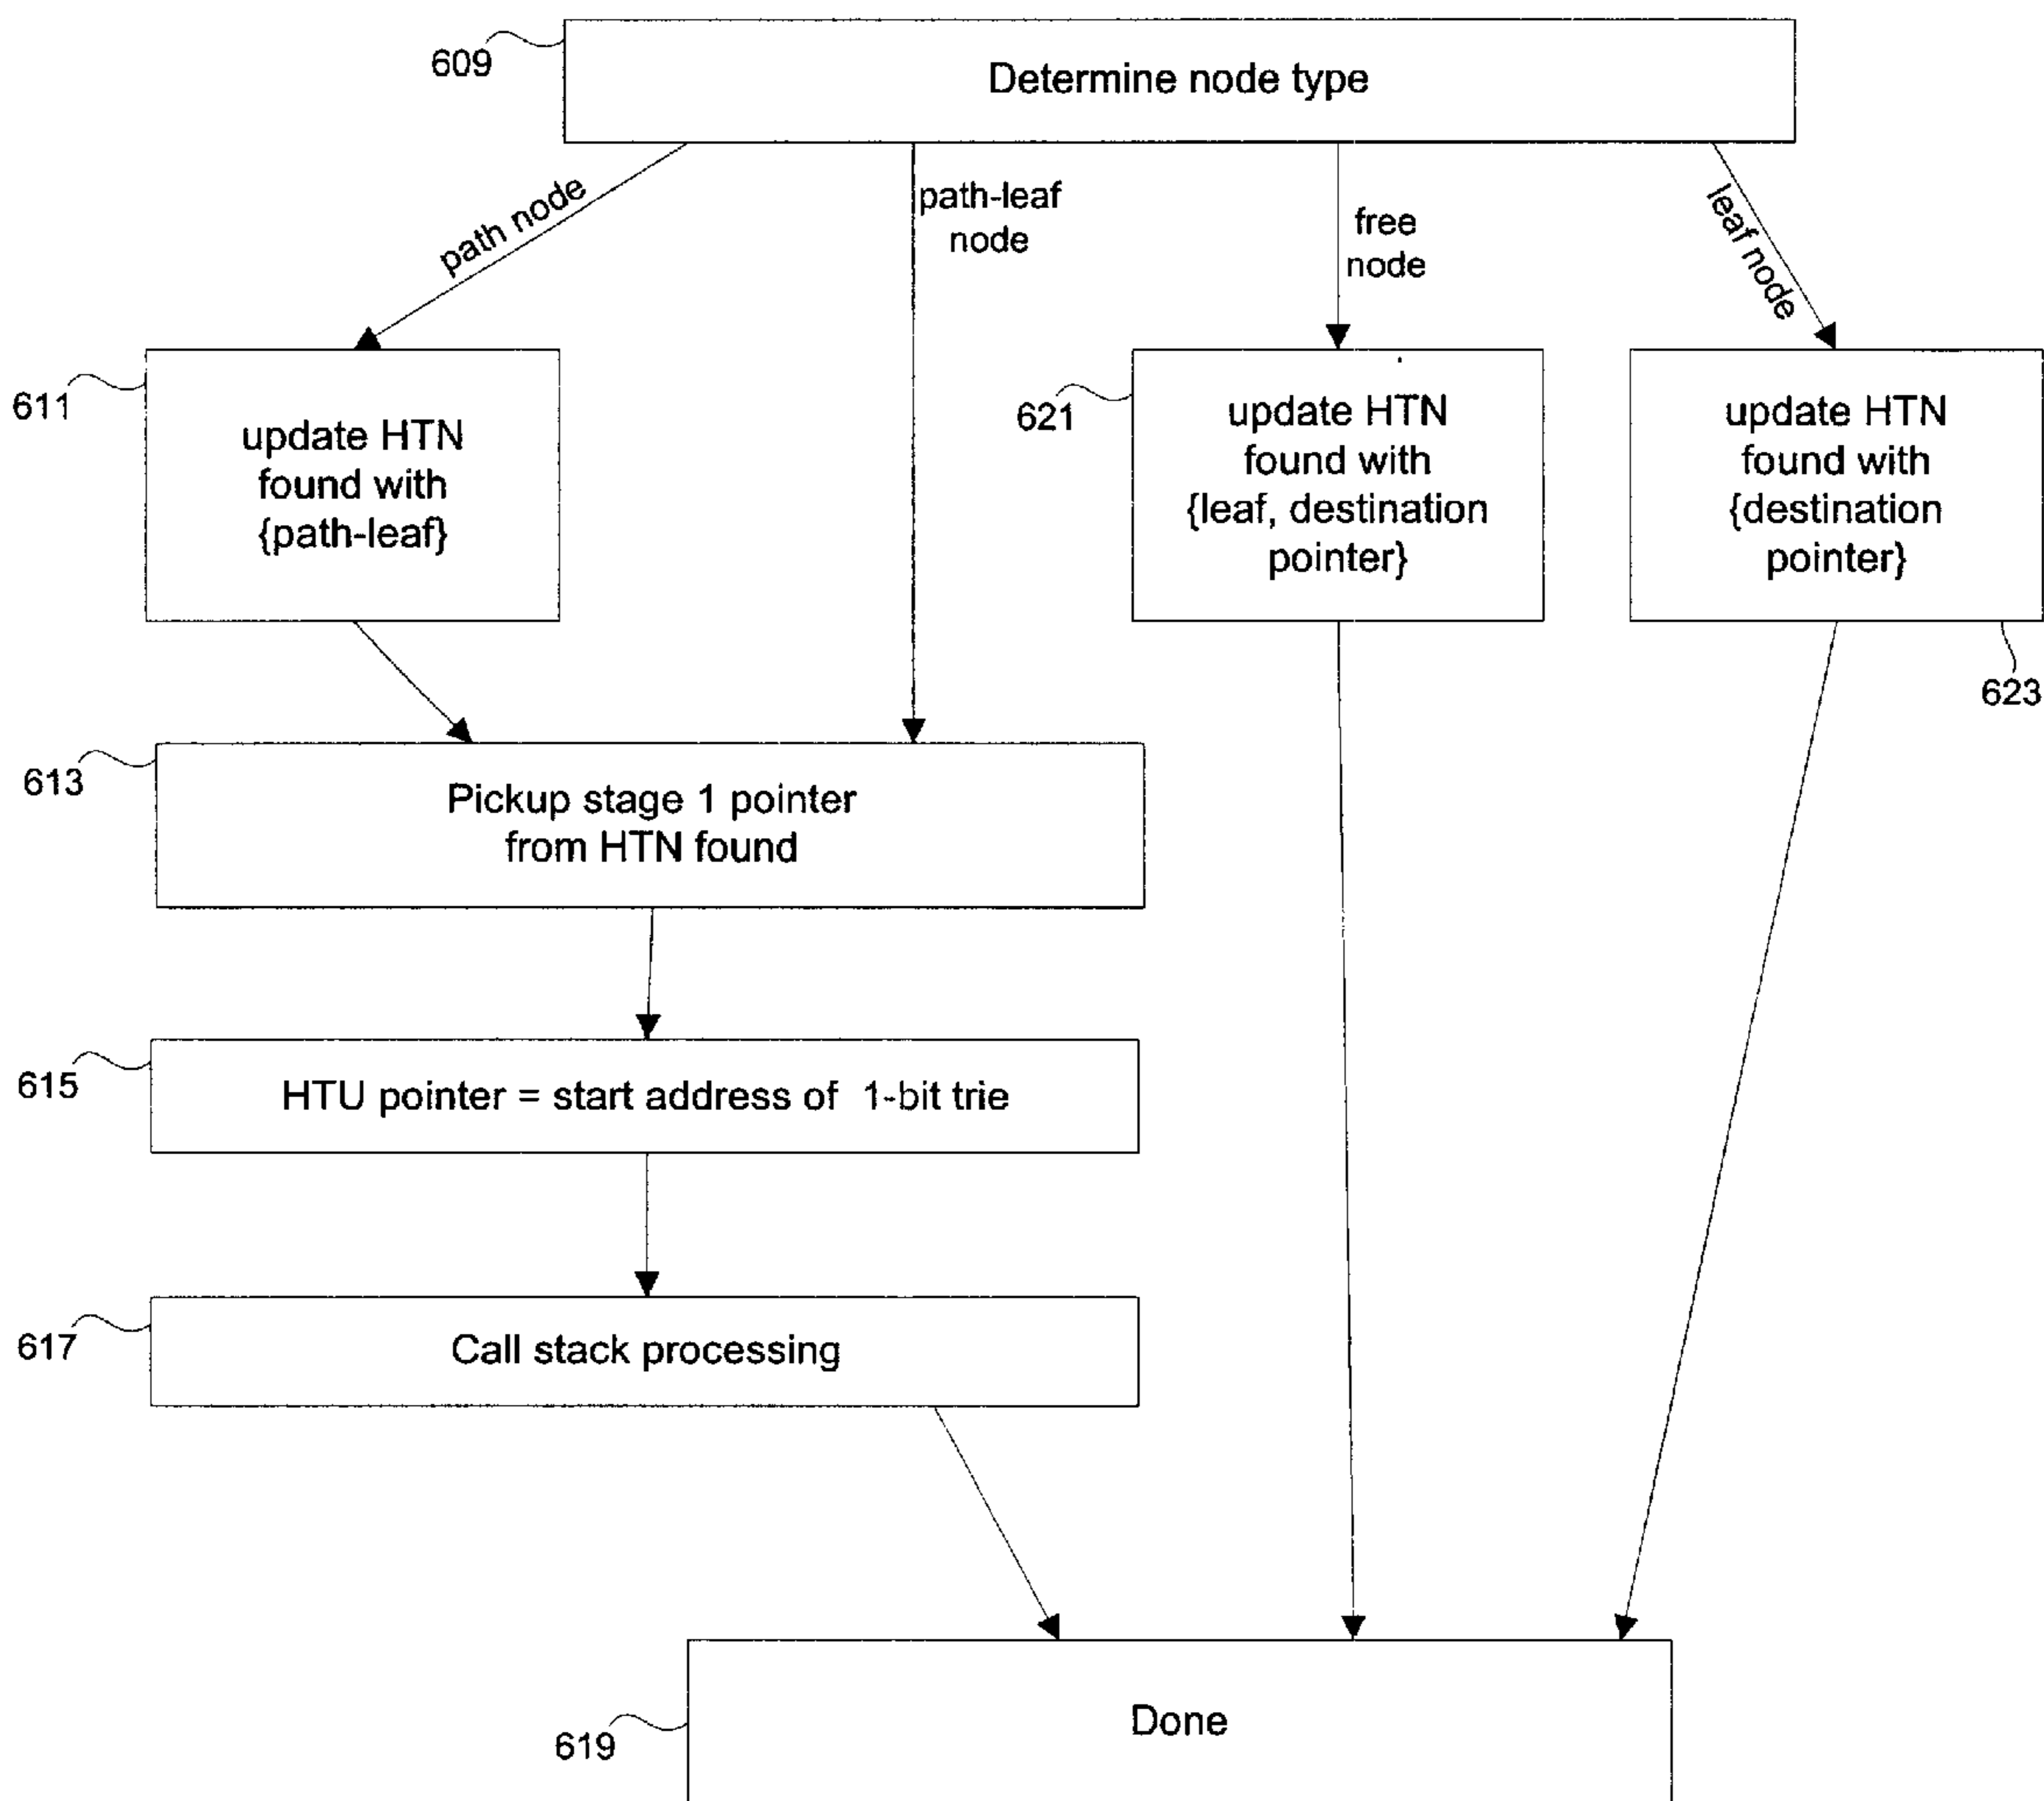 609
Determine node type
path node
path-leaf
node
free
node
leaf node
611
update HTN
found with
{path-leaf}
621
update HTN
found with
{leaf, destination
pointer}
update HTN
found with
{destination
pointer}
623
613
Pickup stage 1 pointer
from HTN found
615
HTU pointer = start address of 1-bit trie
617
Call stack processing
619
Done